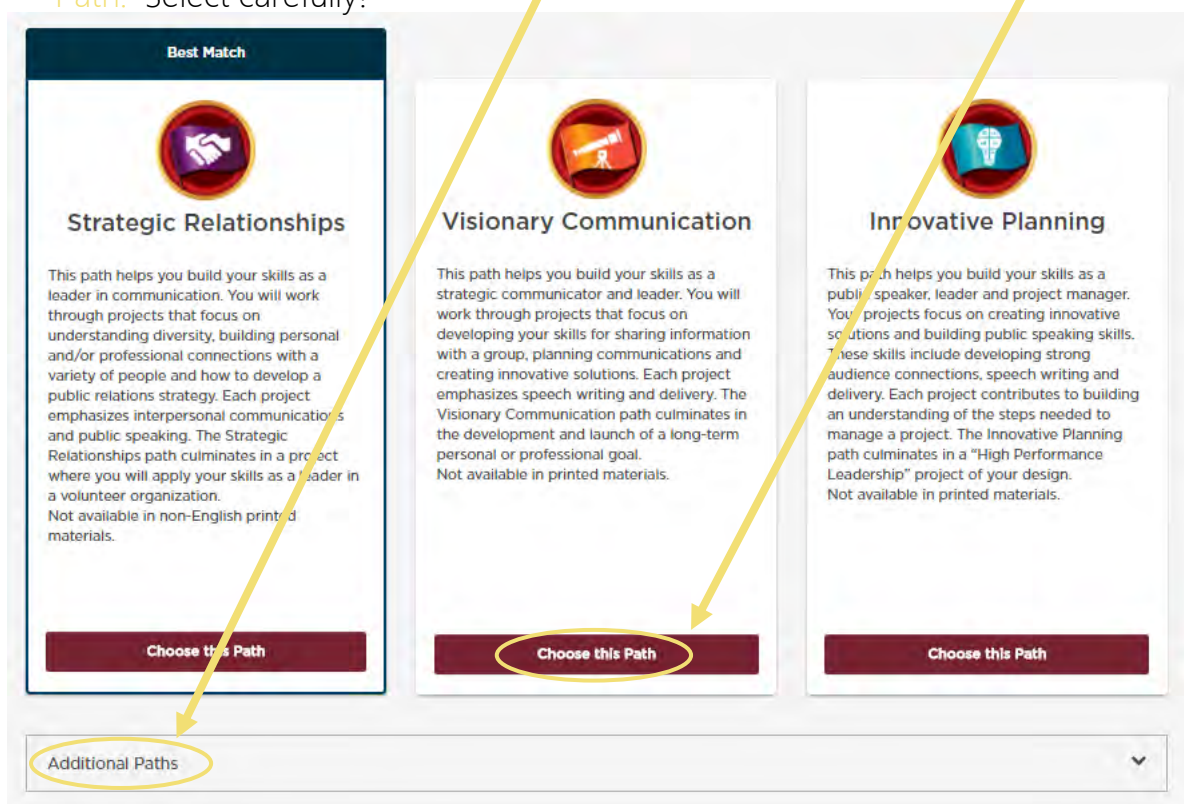 Path.  Select carefully!
Best Match
Strategic Relationships
This path helps you build your skills as a
leader in communication. You will work
through projects that focus on
understanding diversity, building personal
and/or professional connections with a
variety of people and how to develop a
public relations strategy. Each project
emphasizes interpersonal communications
and public speaking. The Strategic
Relationships path culminates in a project
where you will apply your skills as a leader in
a volunteer organization.
Not available in non-English printed
materials.
Choose this Path
Visionary Communication
This path helps you build your skills as a
strategic communicator and leader. You will
work through projects that focus on
developing your skills for sharing information
with a group, planning communications and
creating innovative solutions. Each project
emphasizes speech writing and delivery. The
Visionary Communication path culminates in
the development and launch of a long-term
personal or professional goal.
Not available in printed materials.
Choose this Path
Innovative Planning
This path helps you build your skills as a
public speaker, leader and project manager.
Your projects focus on creating innovative
solutions and building public speaking skills.
These skills include developing strong
audience connections, speech writing and
delivery. Each project contributes to building
an understanding of the steps needed to
manage a project. The Innovative Planning
path culminates in a "High Performance
Leadership" project of your design.
Not available in printed materials.
Choose this Path
Additional Paths